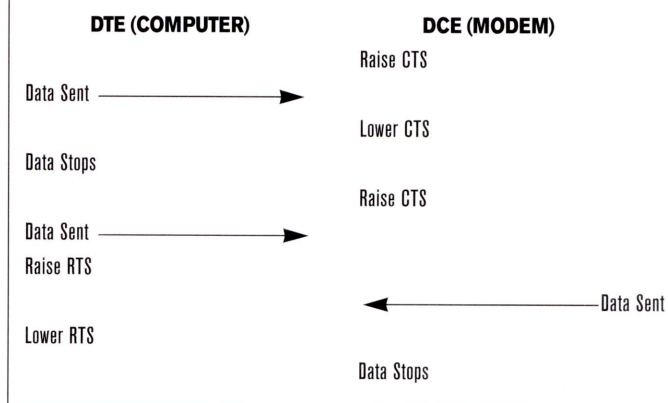 DTE (COMPUTER) DCE (MODEM)
Raise CTS
Data Sent
Lower CTS
Data Stops
Raise CTS
Data Sent
Raise RTS
Data Sent
Lower RTS
Data Stops